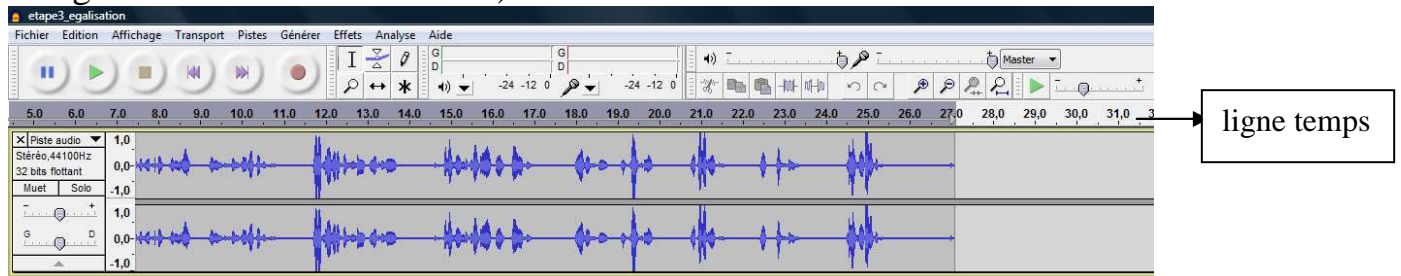 etape3_egalisation
Fichier Edition Affichage Transport Pistes Générer Effets Analyse Aide
G D -24 -12 0 G D -24 -12 0 Master
5,0 6,0 7,0 8,0 9,0 10,0 11,0 12,0 13,0 14,0 15,0 16,0 17,0 18,0 19,0 20,0 21,0 22,0 23,0 24,0 25,0 26,0 27,0 28,0 29,0 30,0 31,0
ligne temps
Piste audio
Stéréo,44100Hz
32 bits flottant
Muet Solo
- +
G D
1,0
0,0-
-1,0
1,0
0,0-
-1,0